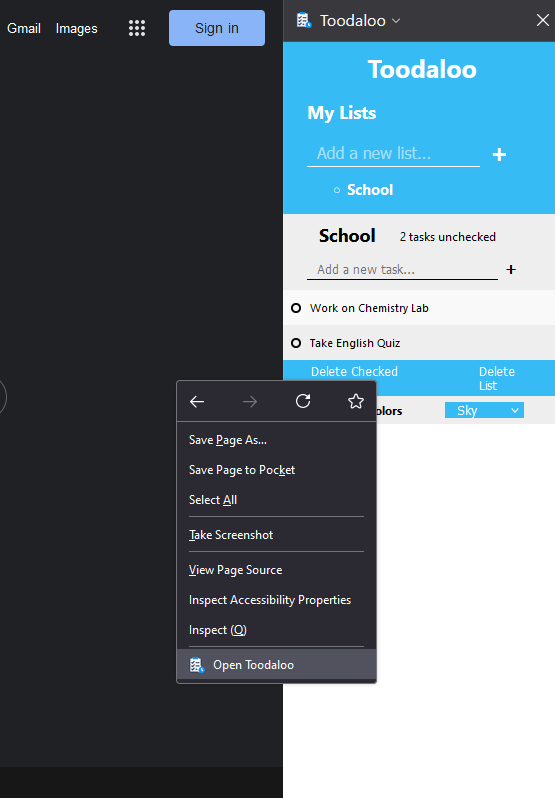 Gmail Images Sign in
Toodaloo
Toodaloo
My Lists
Add a new list...
+
School
School 2 tasks unchecked
Add a new task...
+
Work on Chemistry Lab
Take English Quiz
Delete Checked
Delete
List
olors Sky
Save Page As...
Save Page to Pocket
Select All
Take Screenshot
View Page Source
Inspect Accessibility Properties
Inspect (Q)
Open Toodaloo